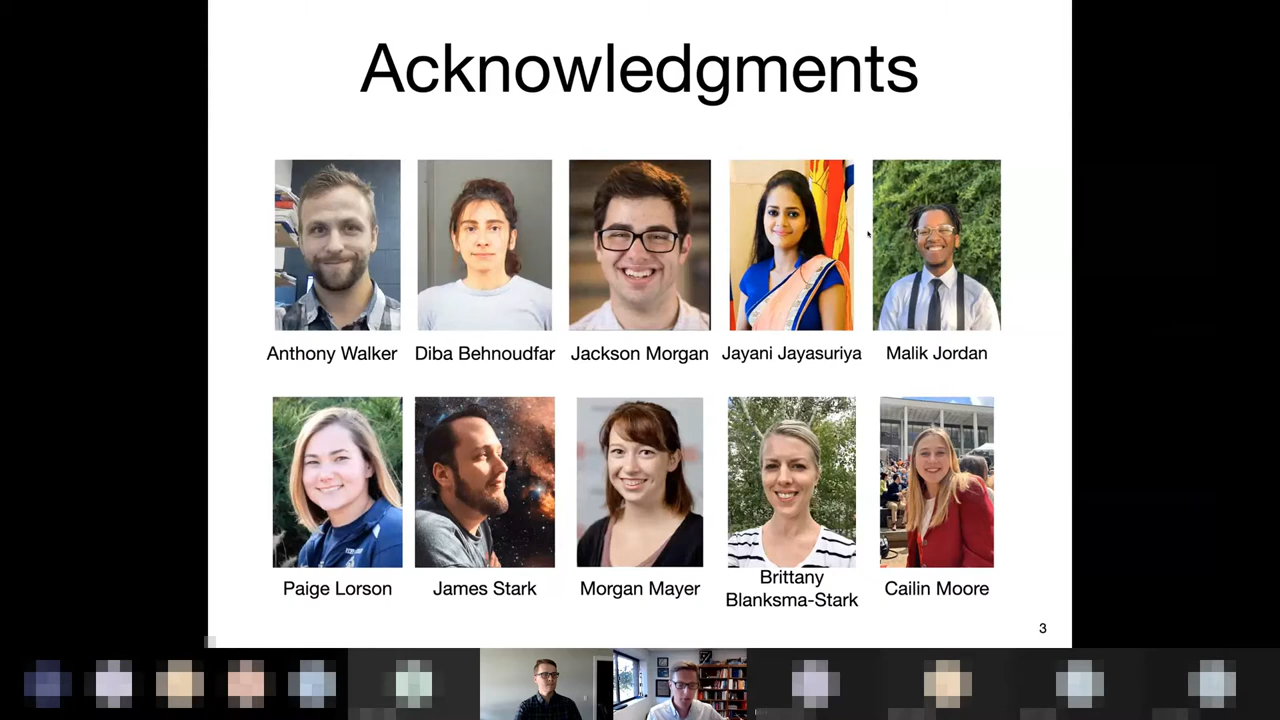 Acknowledgments
Anthony Walker
Diba Behnoudfar
Jackson Morgan
Jayani Jayasuriya
Malik Jordan
Paige Lorson
James Stark
Morgan Mayer
Brittany
Blanksma-Stark
Cailin Moore
3